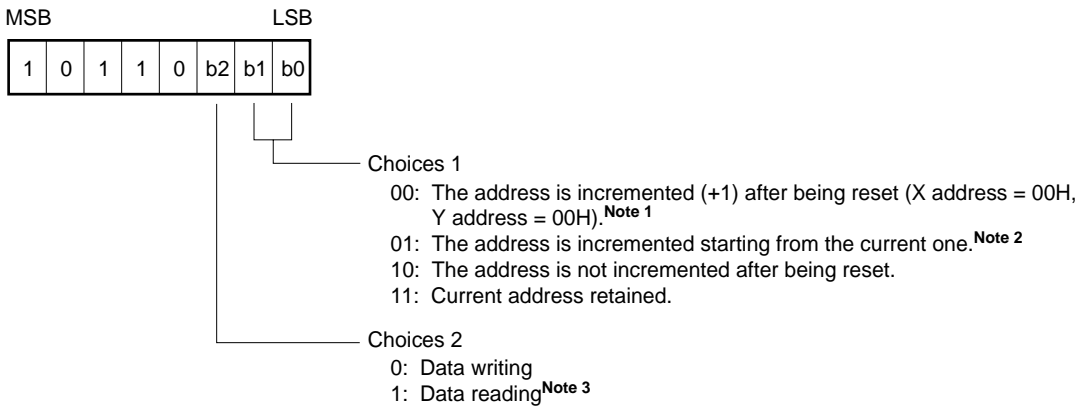 MSB LSB
1 0 1 1 0 b2 b1 b0
Choices 1
00: The address is incremented (+1) after being reset (X address = 00H,
Y address = 00H).Note 1
01: The address is incremented starting from the current one.Note 2
10: The address is not incremented after being reset.
11: Current address retained.
Choices 2
0: Data writing
1: Data readingNote 3